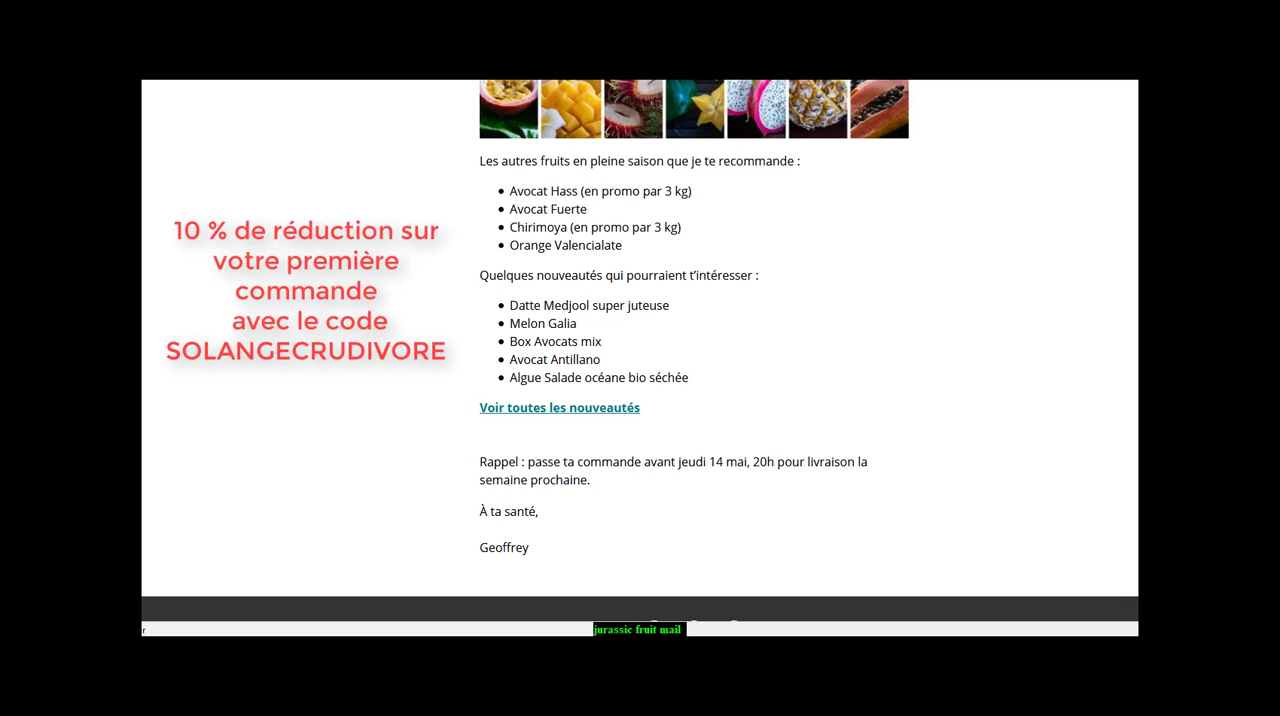 10 % de réduction sur
votre première
commande
avec le code
SOLANGECRUDIVORE
Les autres fruits en pleine saison que je te recommande :
Avocat Hass (en promo par 3 kg)
Avocat Fuerte
Chirimoya (en promo par 3 kg)
Orange Valencialate
Quelques nouveautés qui pourraient t’intéresser :
Datte Medjool super juteuse
Melon Galia
Box Avocats mix
Avocat Antillano
Algue Salade océane bio séchée
Voir toutes les nouveautés
Rappel : passe ta commande avant jeudi 14 mai, 20h pour livraison la
semaine prochaine.
À ta santé,
Geoffrey
r
jurassic fruit mail